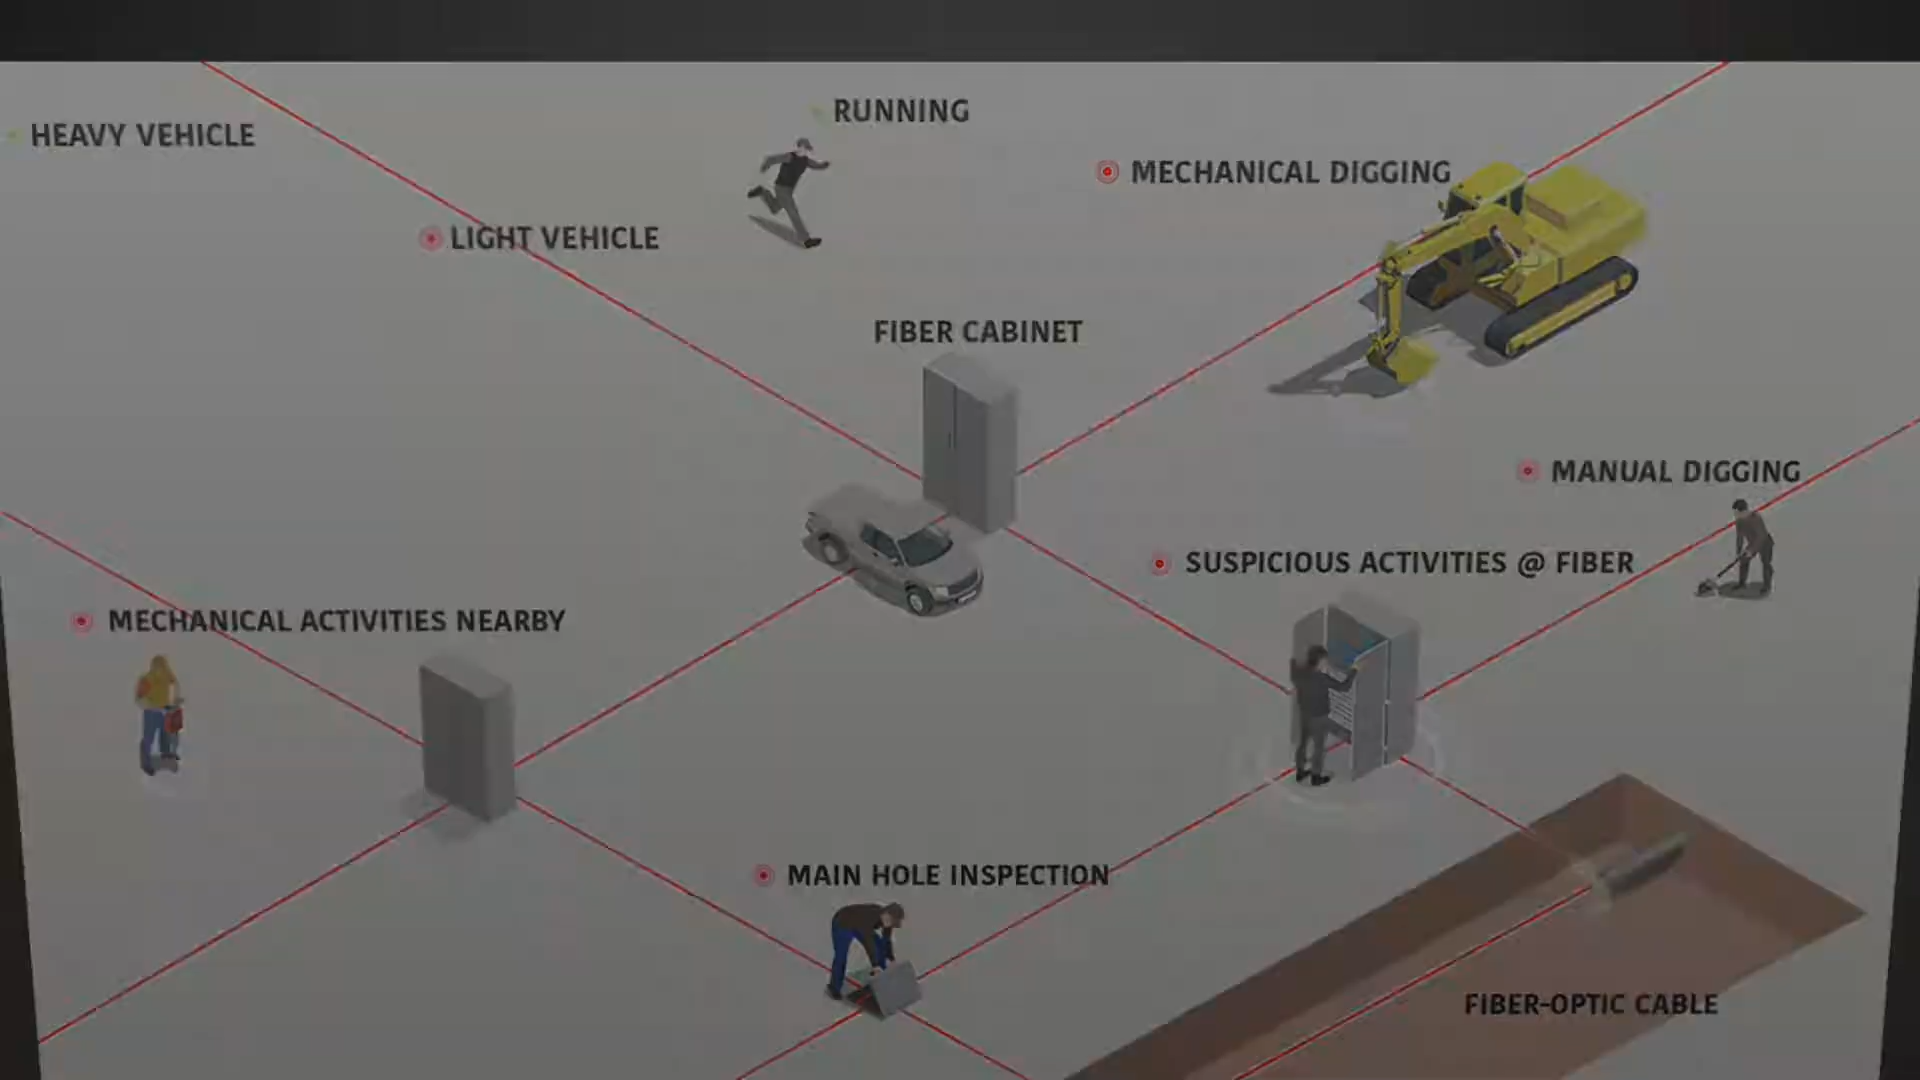 RUNNING
HEAVY VEHICLE
MECHANICAL DIGGING
LIGHT VEHICLE
FIBER CABINET
MANUAL DIGGING
SUSPICIOUS ACTIVITIES @ FIBER
MECHANICAL ACTIVITIES NEARBY
MAIN HOLE INSPECTION
FIBER-OPTIC CABLE